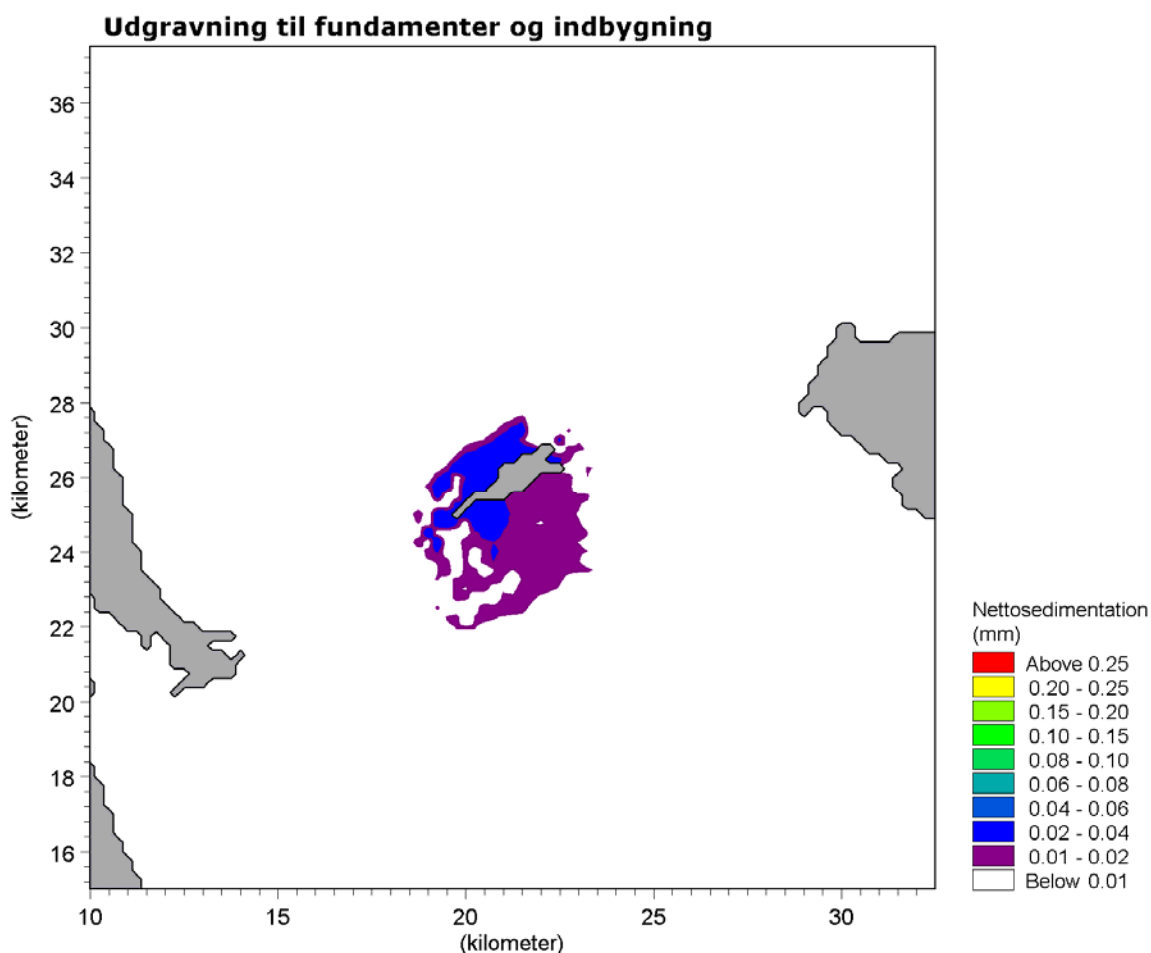 Udgravning til fundamenter og indbygning
36
34
32
30
28
26
24
22
20
18
16
(kilometer)
10
15
20
25
30
(kilometer)
Nettosedimentation
(mm)
Above 0.25
0.20 - 0.25
0.15 - 0.20
0.10 - 0.15
0.08 - 0.10
0.06 - 0.08
0.04 - 0.06
0.02 - 0.04
0.01 - 0.02
Below 0.01